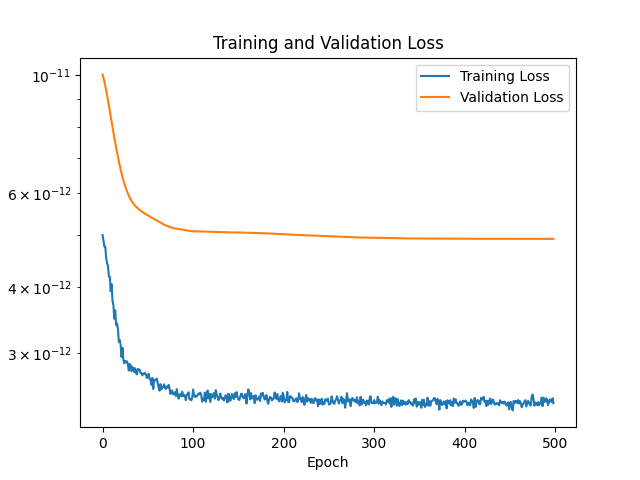 Training and Validation Loss
Training Loss
Validation Loss
10⁻¹¹
6 × 10⁻¹²
4 × 10⁻¹²
3 × 10⁻¹²
0 100 200 300 400 500
Epoch